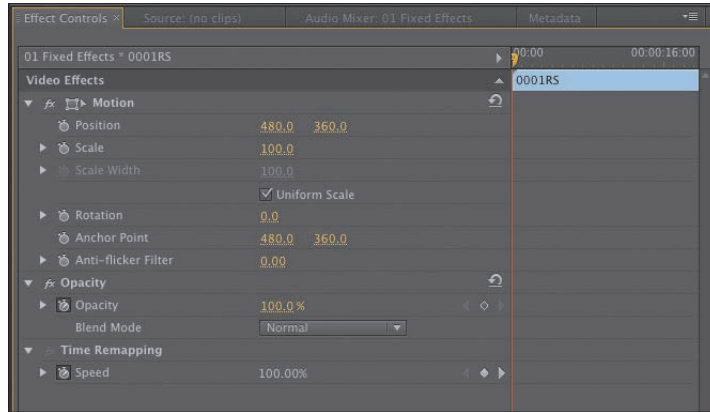 Effect Controls × Source: (no clips) Audio Mixer: 01 Fixed Effects Metadata
01 Fixed Effects * 0001RS 00:00 00:00:16:00
Video Effects 0001RS
fx Motion
Position 480.0 360.0
Scale 100.0
Scale Width 100.0
Uniform Scale
Rotation 0.0
Anchor Point 480.0 360.0
Anti-flicker Filter 0.00
fx Opacity
Opacity 100.0 %
Blend Mode Normal
fx Time Remapping
Speed 100.00%